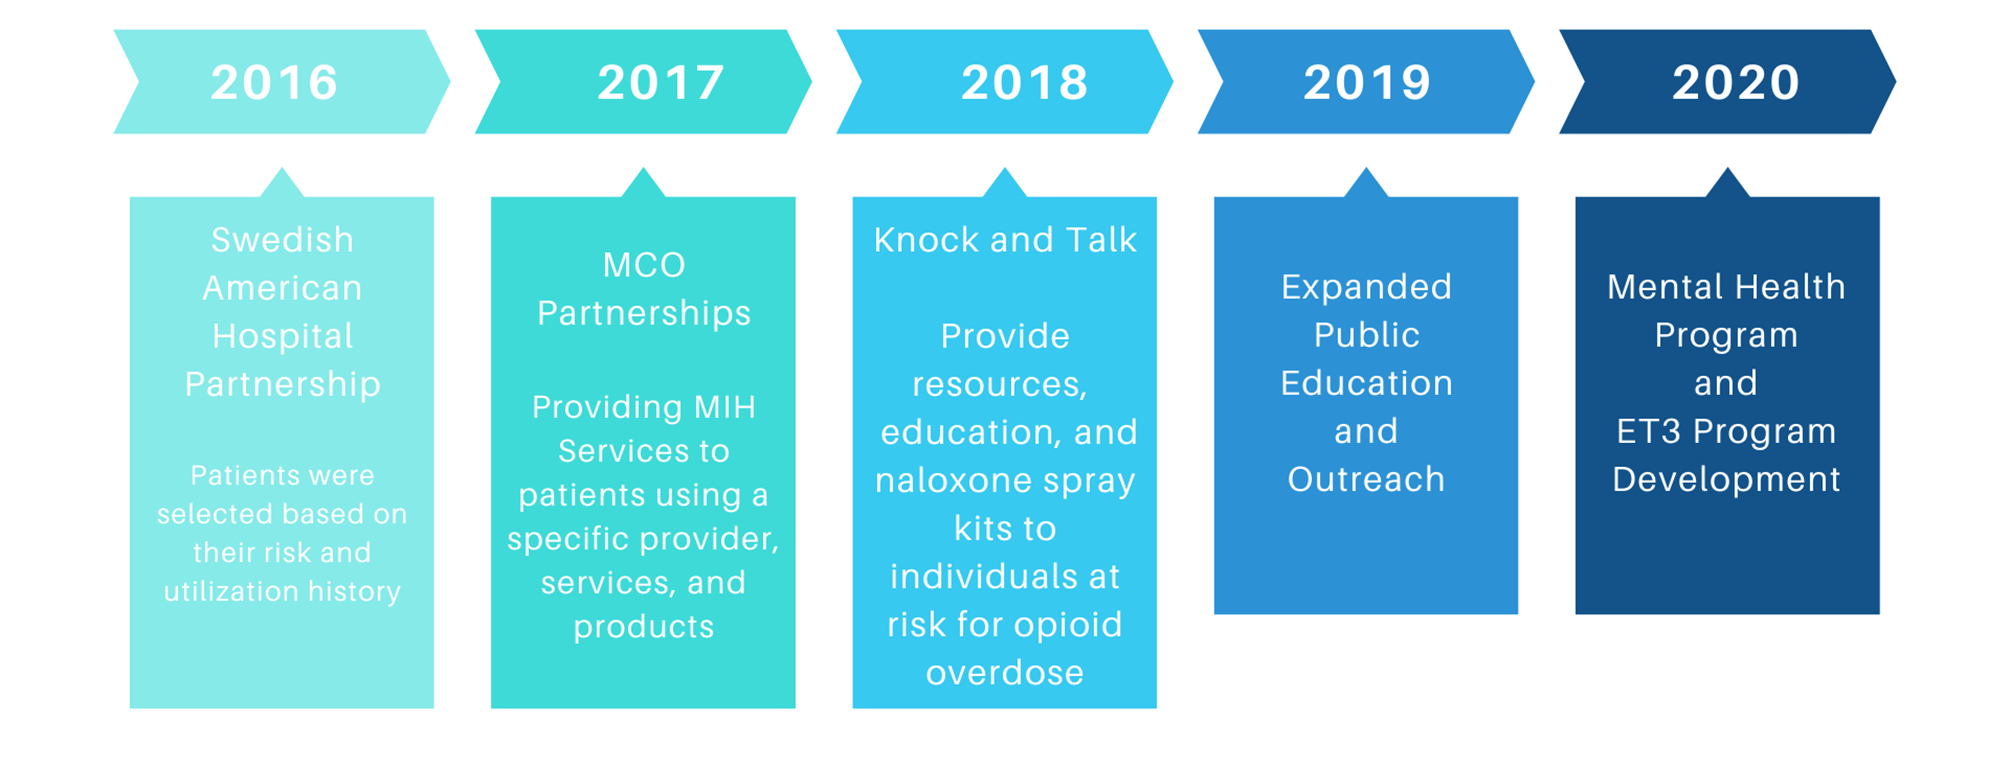 2016
Swedish
American
Hospital
Partnership
Patients were
selected based on
their risk and
utilization history
2017
MCO
Partnerships
Providing MIH
Services to
patients using a
specific provider,
services, and
products
2018
Knock and Talk
Provide
resources,
education, and
naloxone spray
kits to
individuals at
risk for opioid
overdose
2019
Expanded
Public
Education
and
Outreach
2020
Mental Health
Program
and
ET3 Program
Development